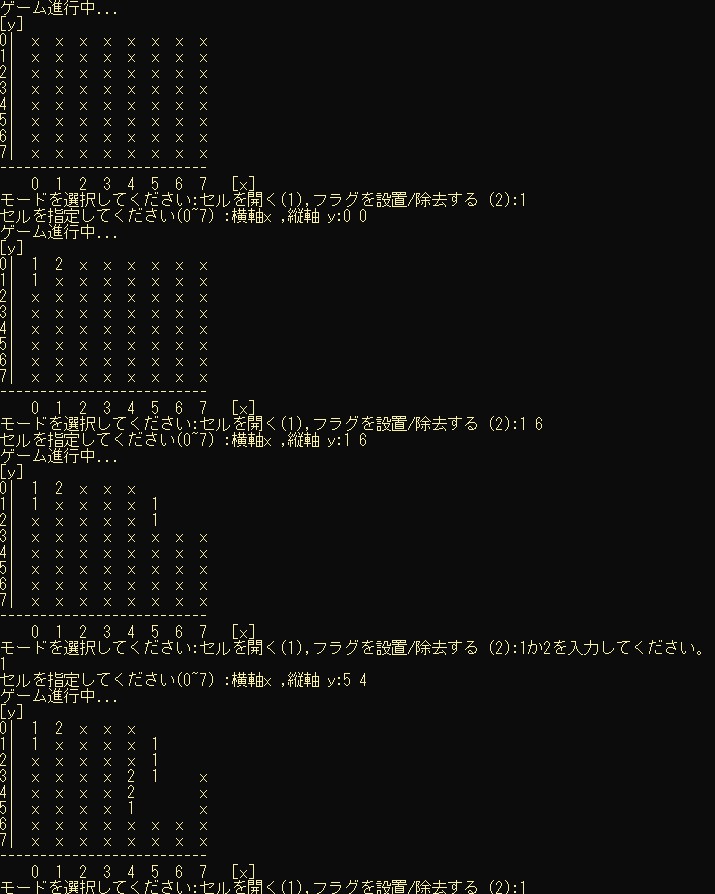 ゲーム進行中...
[y]
0|  x  x  x  x  x  x  x  x
1|  x  x  x  x  x  x  x  x
2|  x  x  x  x  x  x  x  x
3|  x  x  x  x  x  x  x  x
4|  x  x  x  x  x  x  x  x
5|  x  x  x  x  x  x  x  x
6|  x  x  x  x  x  x  x  x
7|  x  x  x  x  x  x  x  x
--------------------------
    0  1  2  3  4  5  6  7   [x]
モードを選択してください:セルを開く(1),フラグを設置/除去する (2):1
セルを指定してください(0~7) :横軸x ,縦軸 y:0 0
ゲーム進行中...
[y]
0|  1  2  x  x  x  x  x  x
1|  1  x  x  x  x  x  x  x
2|  x  x  x  x  x  x  x  x
3|  x  x  x  x  x  x  x  x
4|  x  x  x  x  x  x  x  x
5|  x  x  x  x  x  x  x  x
6|  x  x  x  x  x  x  x  x
7|  x  x  x  x  x  x  x  x
--------------------------
    0  1  2  3  4  5  6  7   [x]
モードを選択してください:セルを開く(1),フラグを設置/除去する (2):1 6
セルを指定してください(0~7) :横軸x ,縦軸 y:1 6
ゲーム進行中...
[y]
0|  1  2  x  x  x
1|  1  x  x  x  x  1
2|  x  x  x  x  x  1
3|  x  x  x  x  x  x  x  x
4|  x  x  x  x  x  x  x  x
5|  x  x  x  x  x  x  x  x
6|  x  x  x  x  x  x  x  x
7|  x  x  x  x  x  x  x  x
--------------------------
    0  1  2  3  4  5  6  7   [x]
モードを選択してください:セルを開く(1),フラグを設置/除去する (2):1か2を入力してください。
1
セルを指定してください(0~7) :横軸x ,縦軸 y:5 4
ゲーム進行中...
[y]
0|  1  2  x  x  x
1|  1  x  x  x  x  1
2|  x  x  x  x  x  1
3|  x  x  x  x  2  1     x
4|  x  x  x  x  2        x
5|  x  x  x  x  1        x
6|  x  x  x  x  x  x  x  x
7|  x  x  x  x  x  x  x  x
--------------------------
    0  1  2  3  4  5  6  7   [x]
モードを選択してください:セルを開く(1),フラグを設置/除去する (2):1